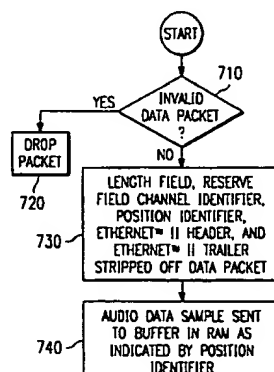 START
710
INVALID
DATA PACKET
?
YES
NO
DROP
PACKET
720
LENGTH FIELD, RESERVE
FIELD CHANNEL IDENTIFIER,
POSITION IDENTIFIER,
ETHERNET™ II HEADER, AND
ETHERNET™ II TRAILER
STRIPPED OFF DATA PACKET
730
AUDIO DATA SAMPLE SENT
TO BUFFER IN RAM AS
INDICATED BY POSITION
IDENTIFIER
740